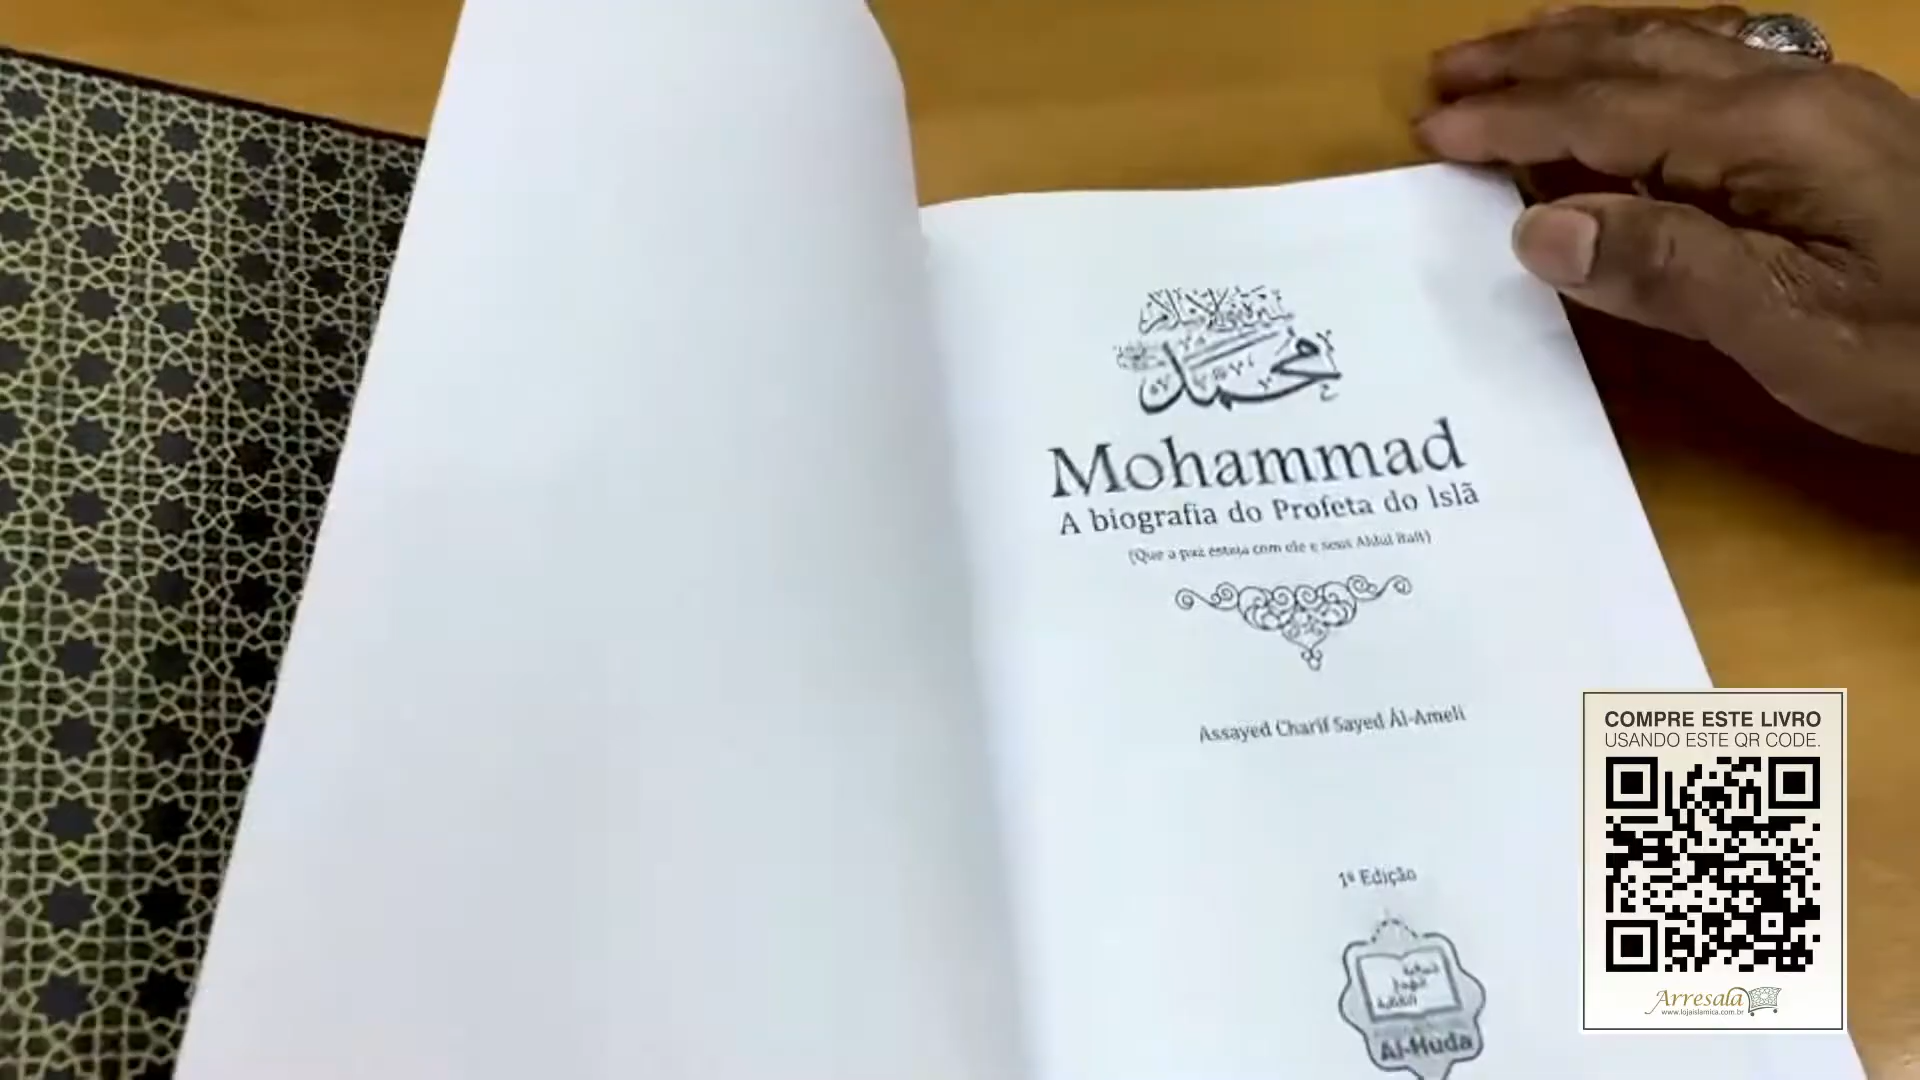 محمد
Mohammad
A biografia do Profeta do Islã
(Que a paz esteja com ele e seus Ahlul Bait)
Assayed Charif Sayed Ál-Ameli
1ª Edição
Al-Huda
COMPRE ESTE LIVRO
USANDO ESTE QR CODE.
Arresala
www.lojaislamica.com.br